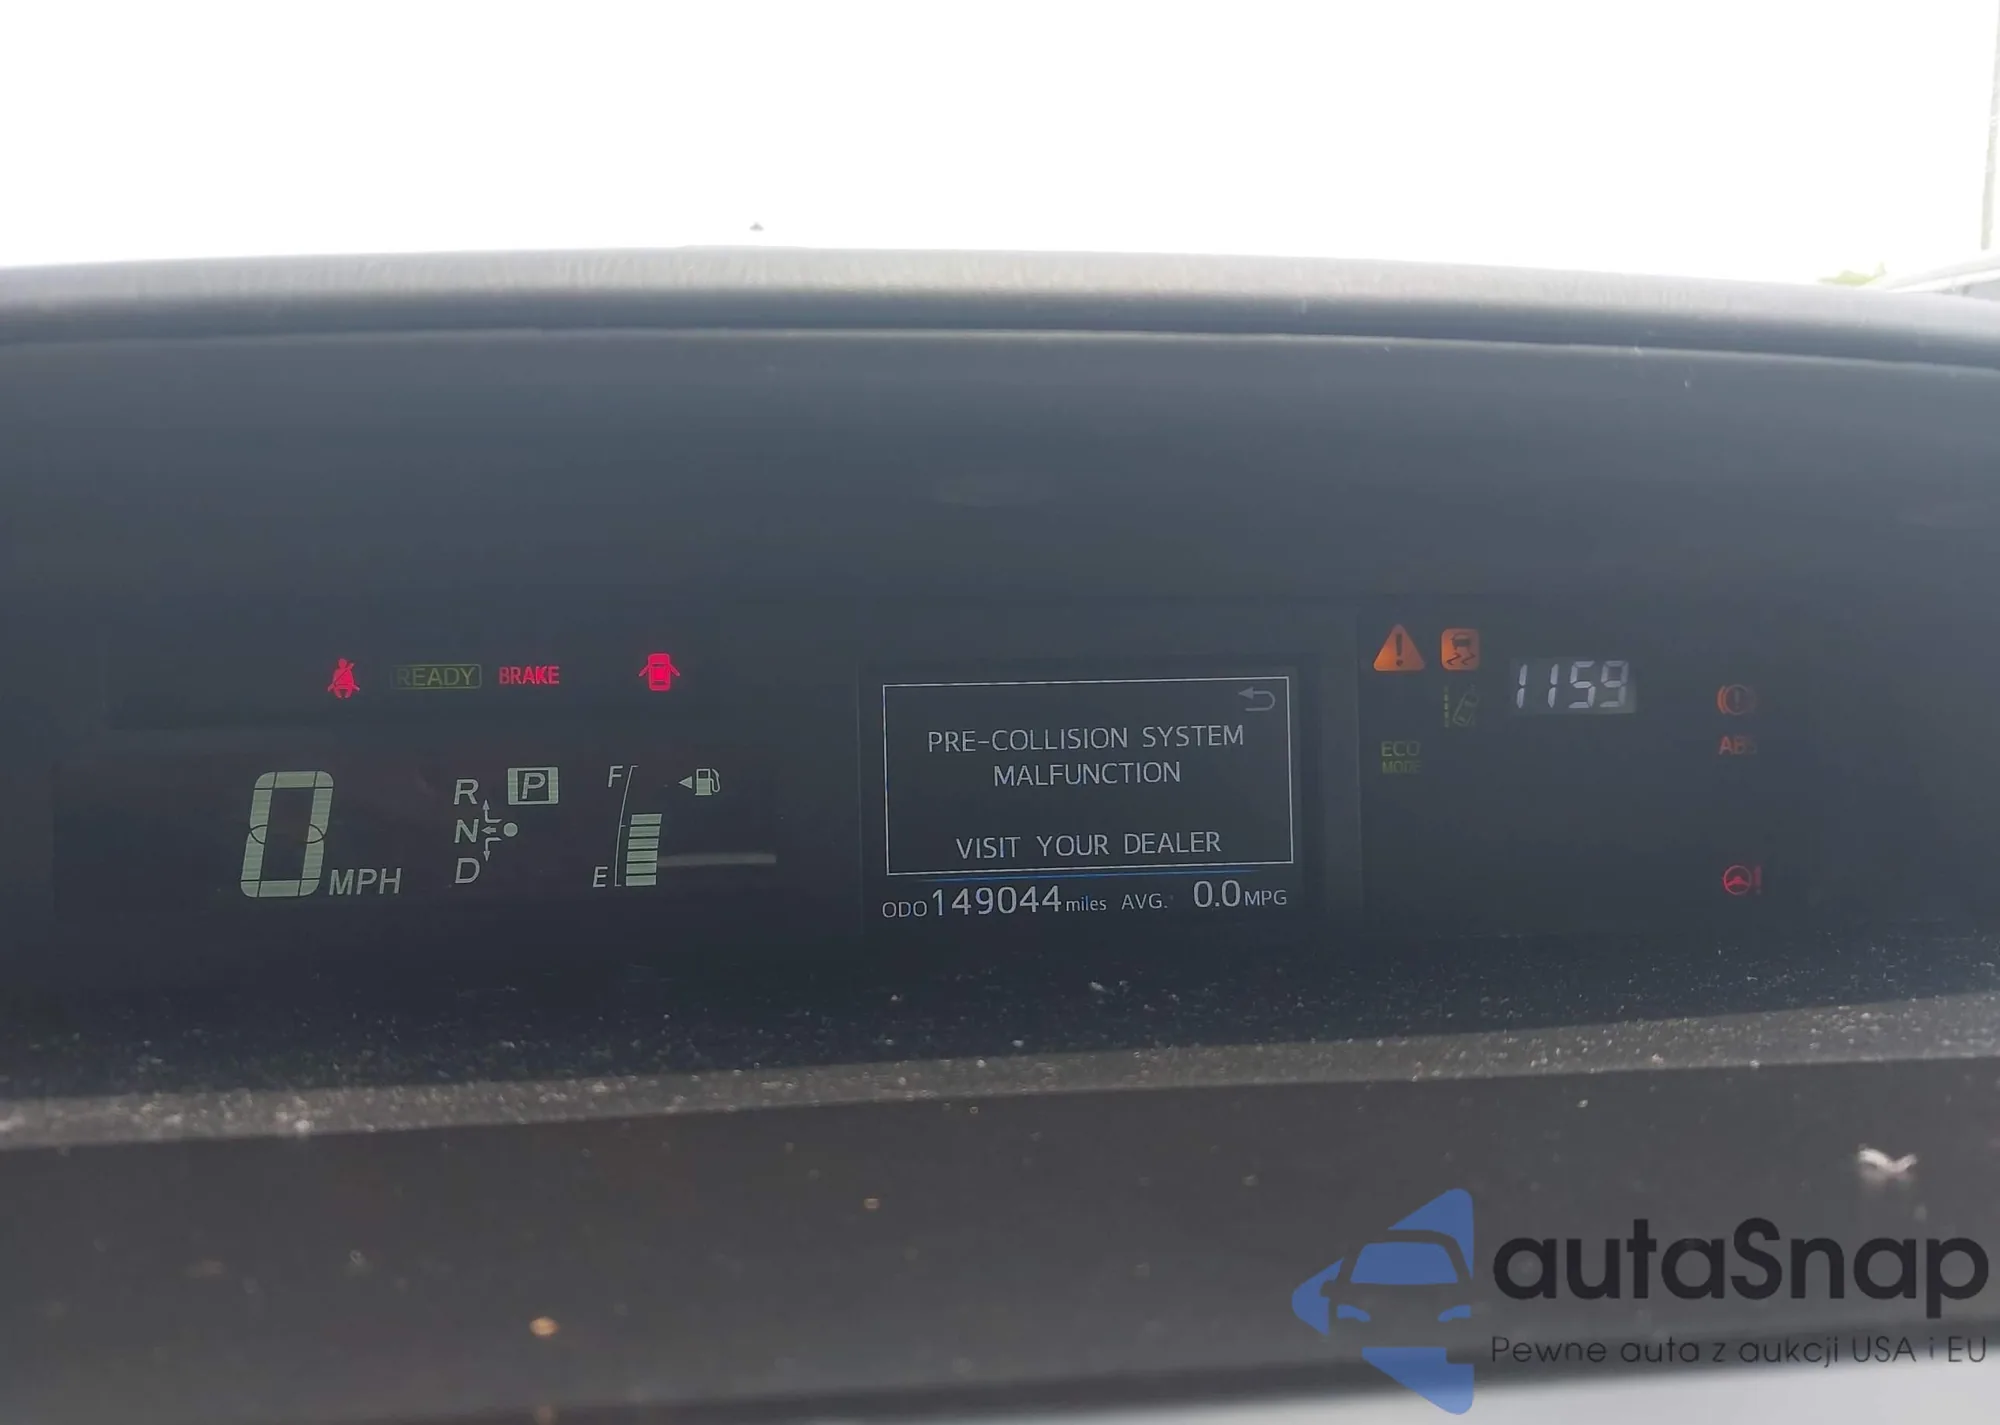 READY BRAKE
0 MPH
R P
N
D
F
E
PRE-COLLISION SYSTEM
MALFUNCTION
VISIT YOUR DEALER
ODO 149044 miles AVG. 0.0 MPG
1159
ECO
MODE
ABS
!
autaSnap
Pewne auta z aukcji USA i EU